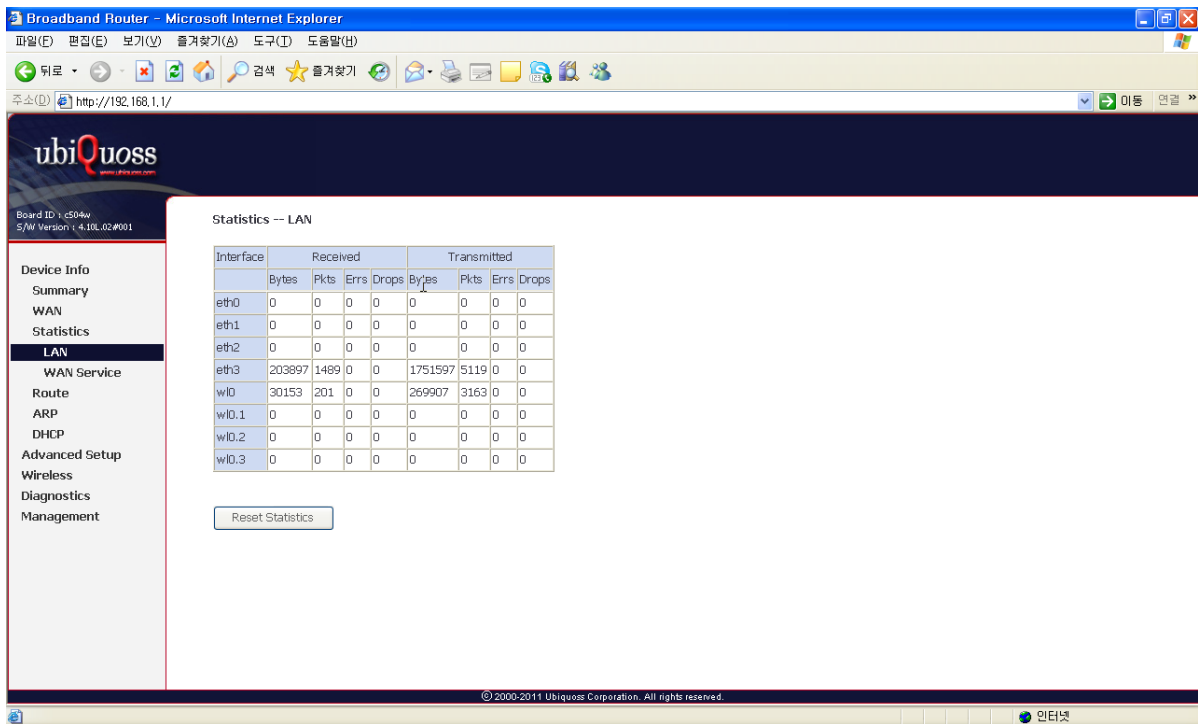 Broadband Router - Microsoft Internet Explorer
파일(F) 편집(E) 보기(V) 즐겨찾기(A) 도구(T) 도움말(H)
뒤로 검색 즐겨찾기
주소(D) http://192.168.1.1/ 이동 연결 »
ubiQuoss
www.ubiquoss.com
Board ID : c504w
S/W Version : 4.10L.02#001
Device Info
Summary
WAN
Statistics
LAN
WAN Service
Route
ARP
DHCP
Advanced Setup
Wireless
Diagnostics
Management
Statistics -- LAN
Interface Received Transmitted
Bytes Pkts Errs Drops Bytes Pkts Errs Drops
eth0 0 0 0 0 0 0 0 0
eth1 0 0 0 0 0 0 0 0
eth2 0 0 0 0 0 0 0 0
eth3 203897 1489 0 0 1751597 5119 0 0
wl0 30153 201 0 0 269907 3163 0 0
wl0.1 0 0 0 0 0 0 0 0
wl0.2 0 0 0 0 0 0 0 0
wl0.3 0 0 0 0 0 0 0 0
Reset Statistics
© 2000-2011 Ubiquoss Corporation. All rights reserved.
인터넷